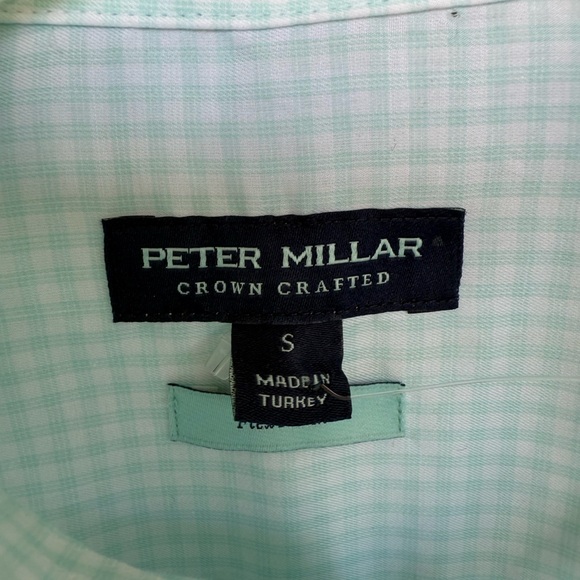 PETER MILLAR
CROWN CRAFTED
S
MADE IN
TURKEY